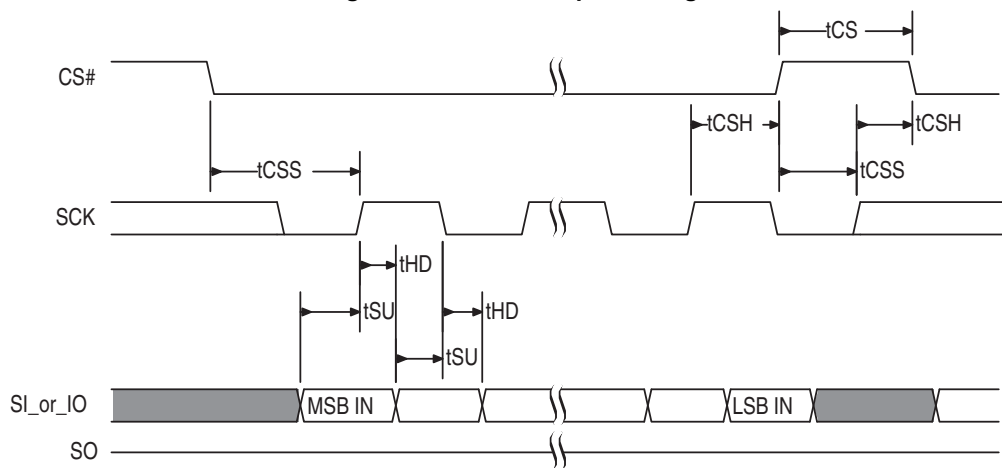 tCS
CS#
tCSH
tCSH
tCSS
tCSS
SCK
tHD
tSU
tHD
tSU
SI_or_IO
MSB IN
LSB IN
SO